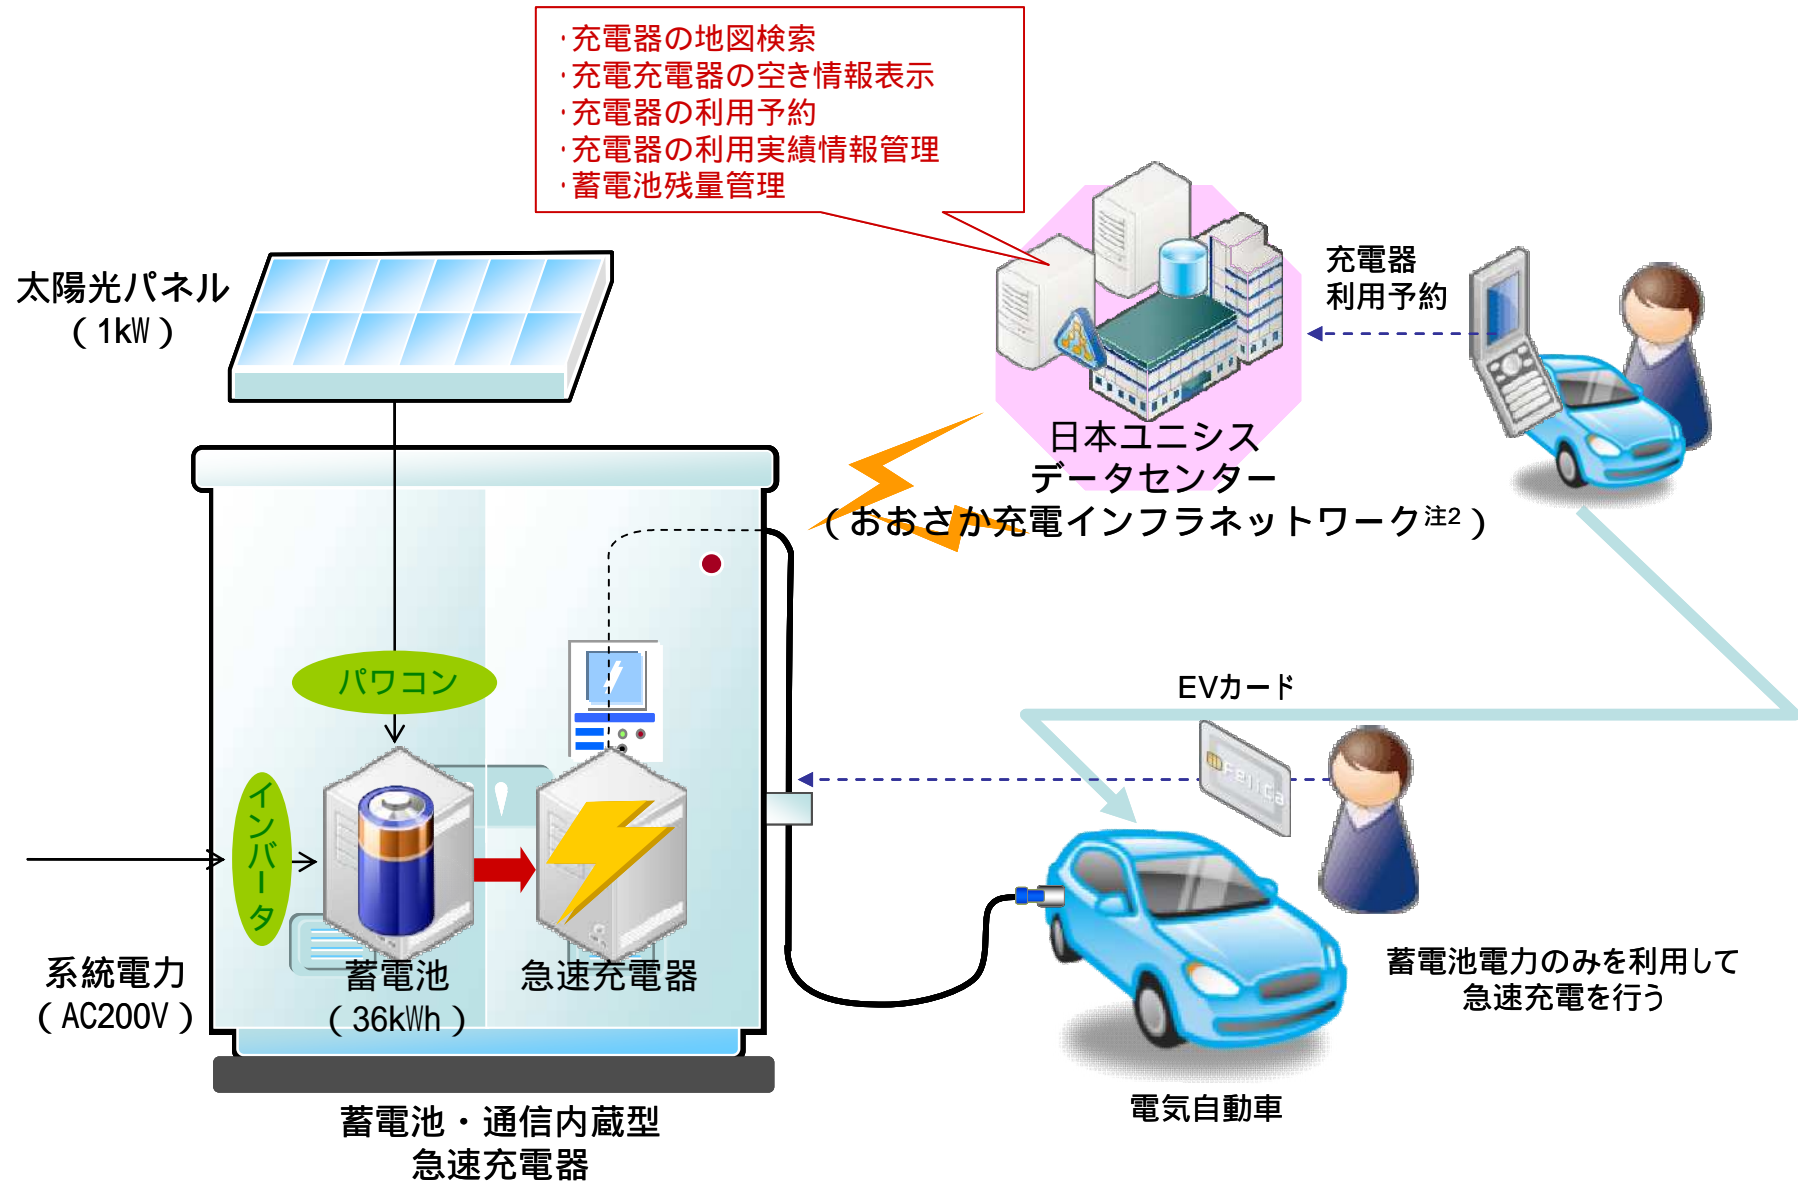 ・充電器の地図検索
・充電充電器の空き情報表示
・充電器の利用予約
・充電器の利用実績情報管理
・蓄電池残量管理
太陽光パネル
（1kW）
充電器
利用予約
日本ユニシス
データセンター
（おおさか充電インフラネットワーク注2）
パワコン
EVカード
FeliCa
インバータ
系統電力
（AC200V）
蓄電池
（36kWh）
急速充電器
蓄電池電力のみを利用して
急速充電を行う
電気自動車
蓄電池・通信内蔵型
急速充電器